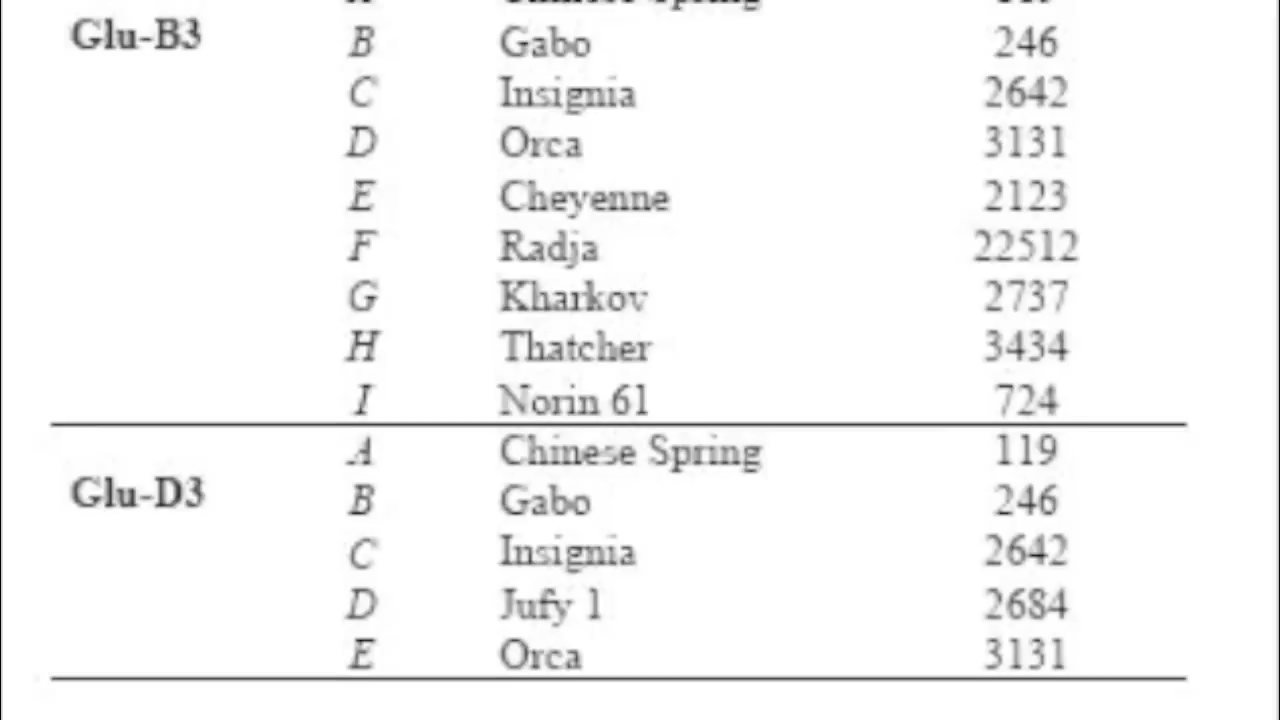 Glu-B3 B Gabo 246
C Insignia 2642
D Orca 3131
E Cheyenne 2123
F Radja 22512
G Kharkov 2737
H Thatcher 3434
I Norin 61 724
A Chinese Spring 119
Glu-D3 B Gabo 246
C Insignia 2642
D Jufy 1 2684
E Orca 3131